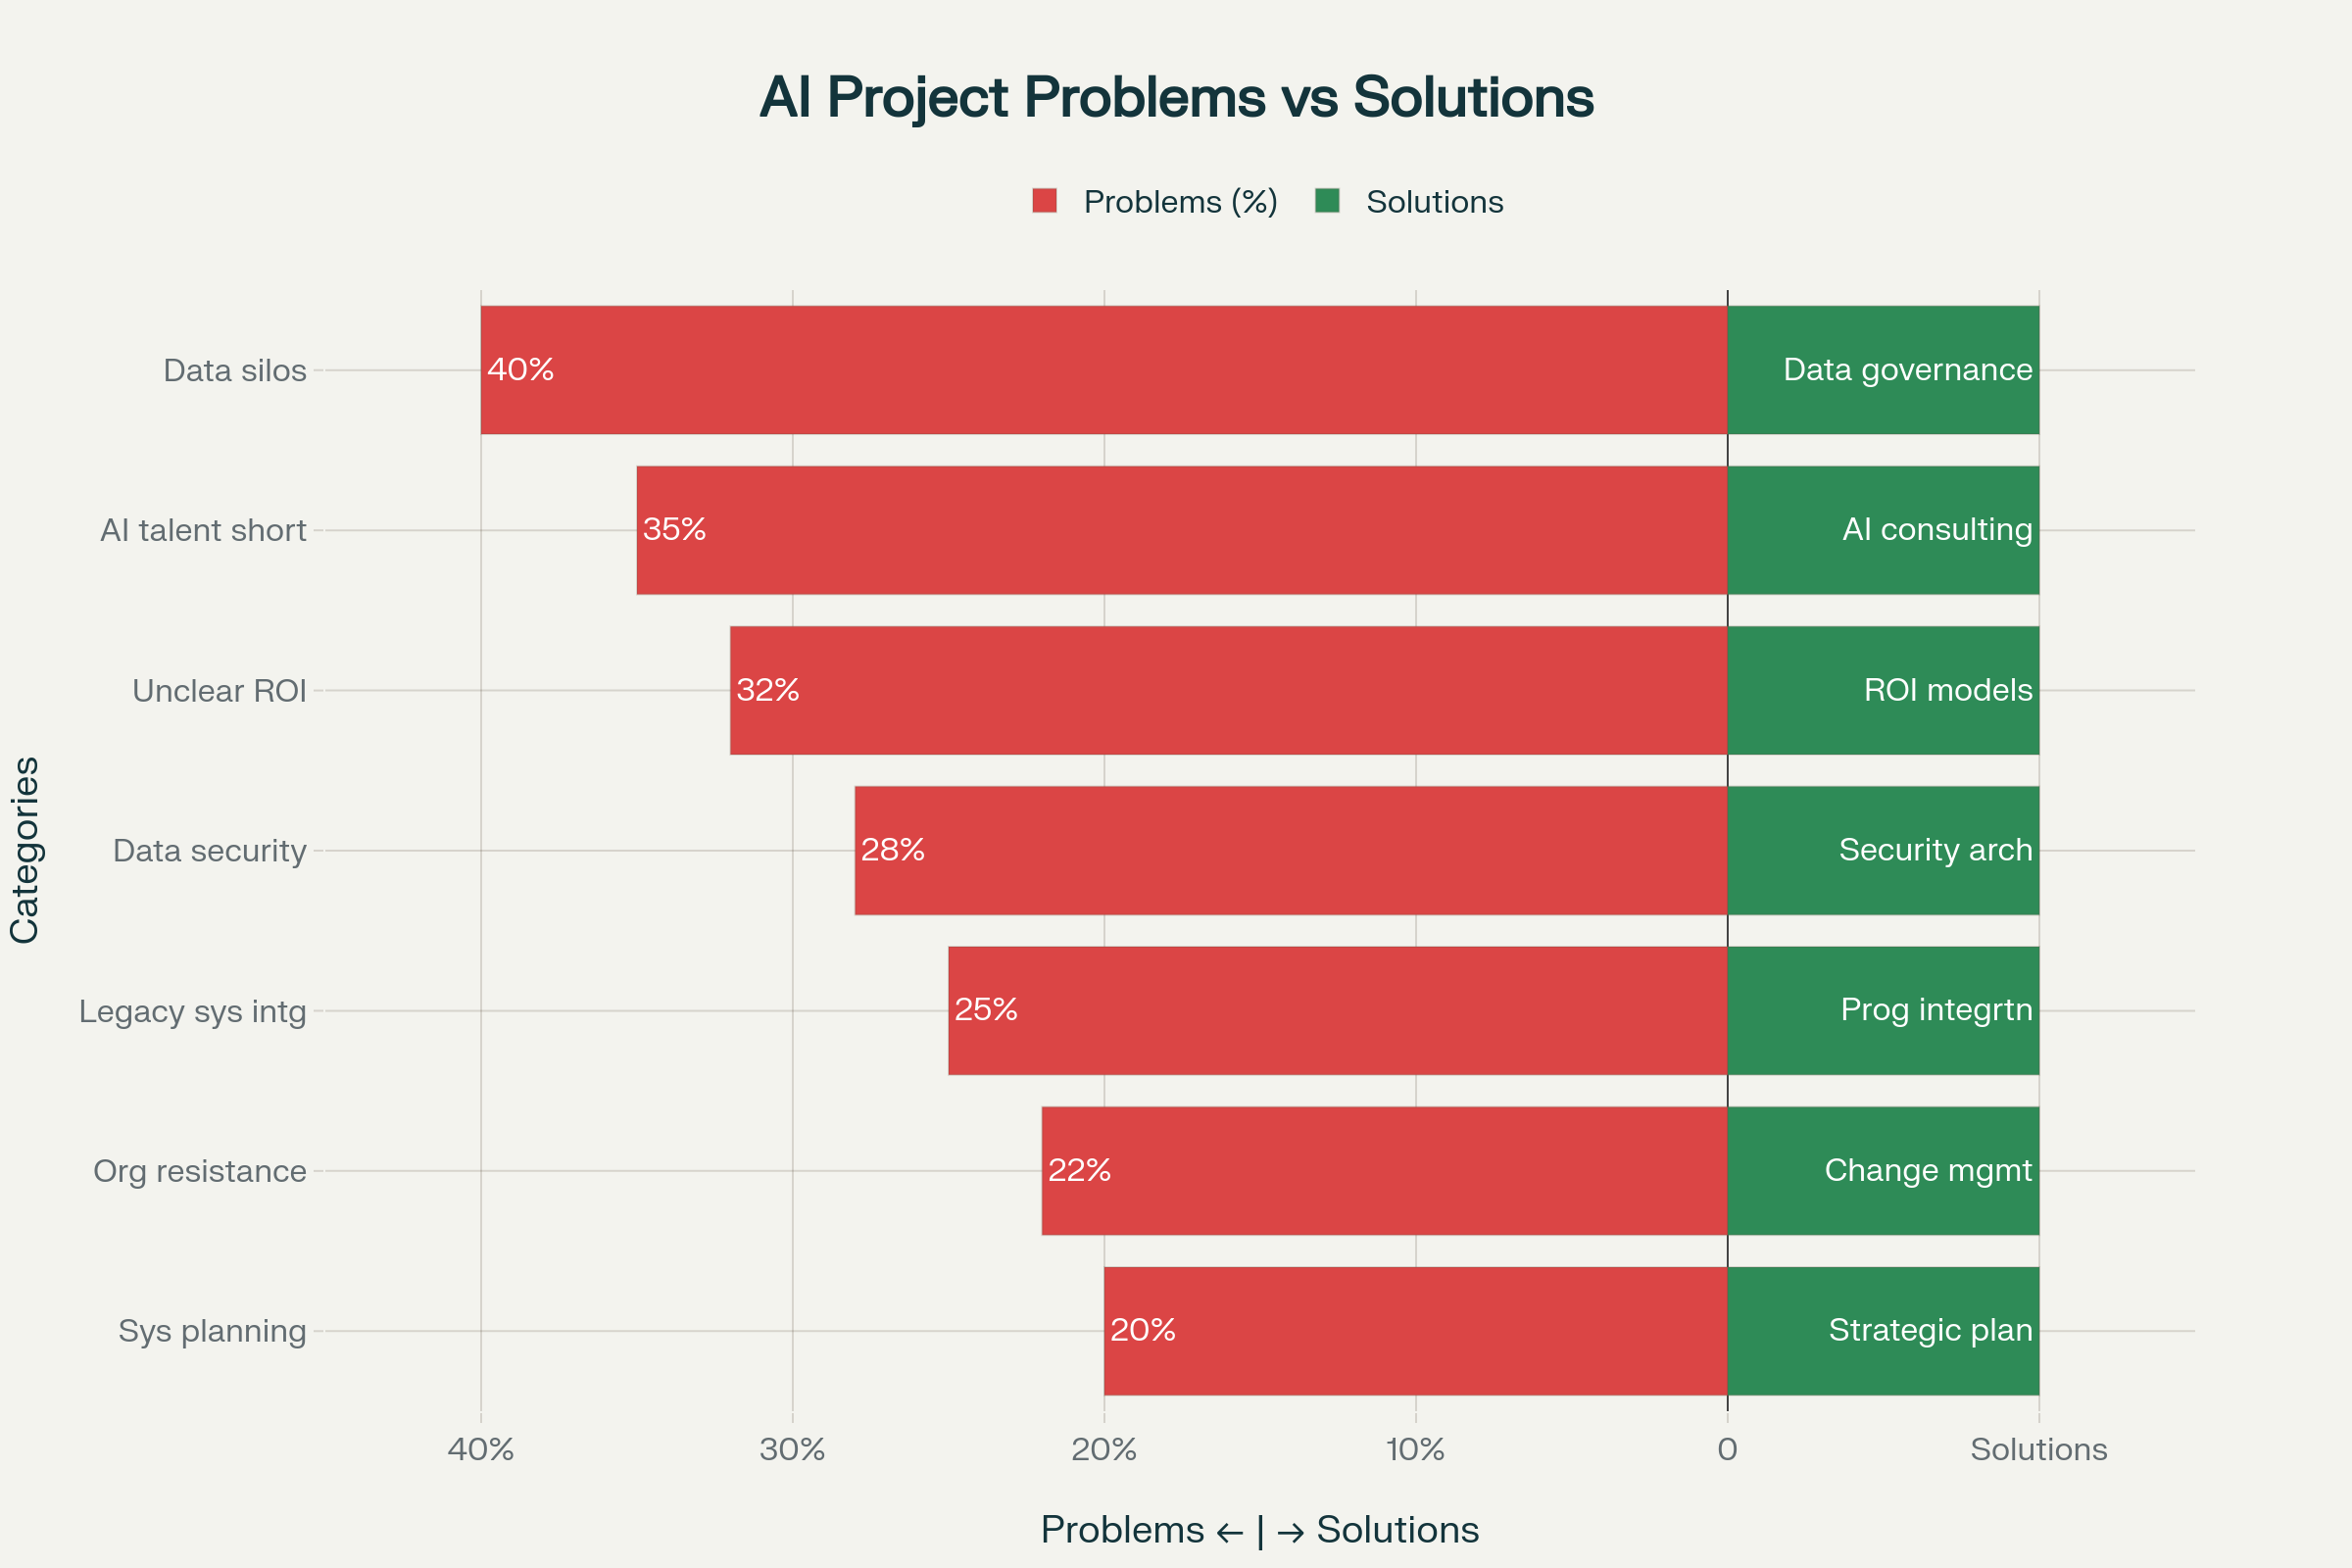 AI Project Problems vs Solutions
Problems (%)
Solutions
Categories
Data silos
40%
Data governance
AI talent short
35%
AI consulting
Unclear ROI
32%
ROI models
Data security
28%
Security arch
Legacy sys intg
25%
Prog integrtn
Org resistance
22%
Change mgmt
Sys planning
20%
Strategic plan
40%
30%
20%
10%
0
Solutions
Problems ← | → Solutions